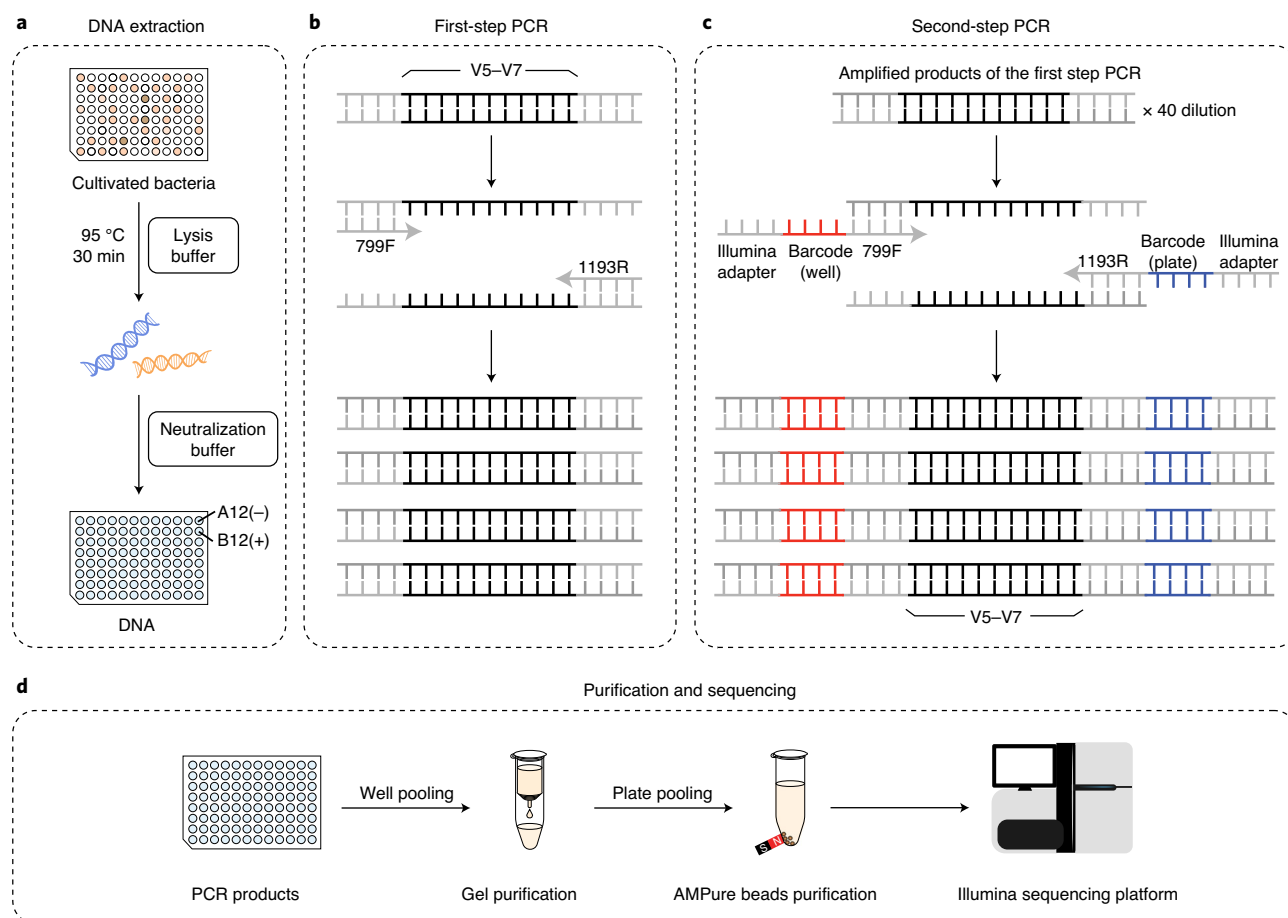 a
DNA extraction
Cultivated bacteria
95 °C
30 min
Lysis
buffer
Neutralization
buffer
A12(–)
B12(+)
DNA
b
First-step PCR
V5–V7
799F
1193R
c
Second-step PCR
Amplified products of the first step PCR
× 40 dilution
Illumina
adapter
Barcode
(well)
799F
1193R
Barcode
(plate)
Illumina
adapter
V5–V7
d
Purification and sequencing
Well pooling
Plate pooling
S N
PCR products
Gel purification
AMPure beads purification
Illumina sequencing platform